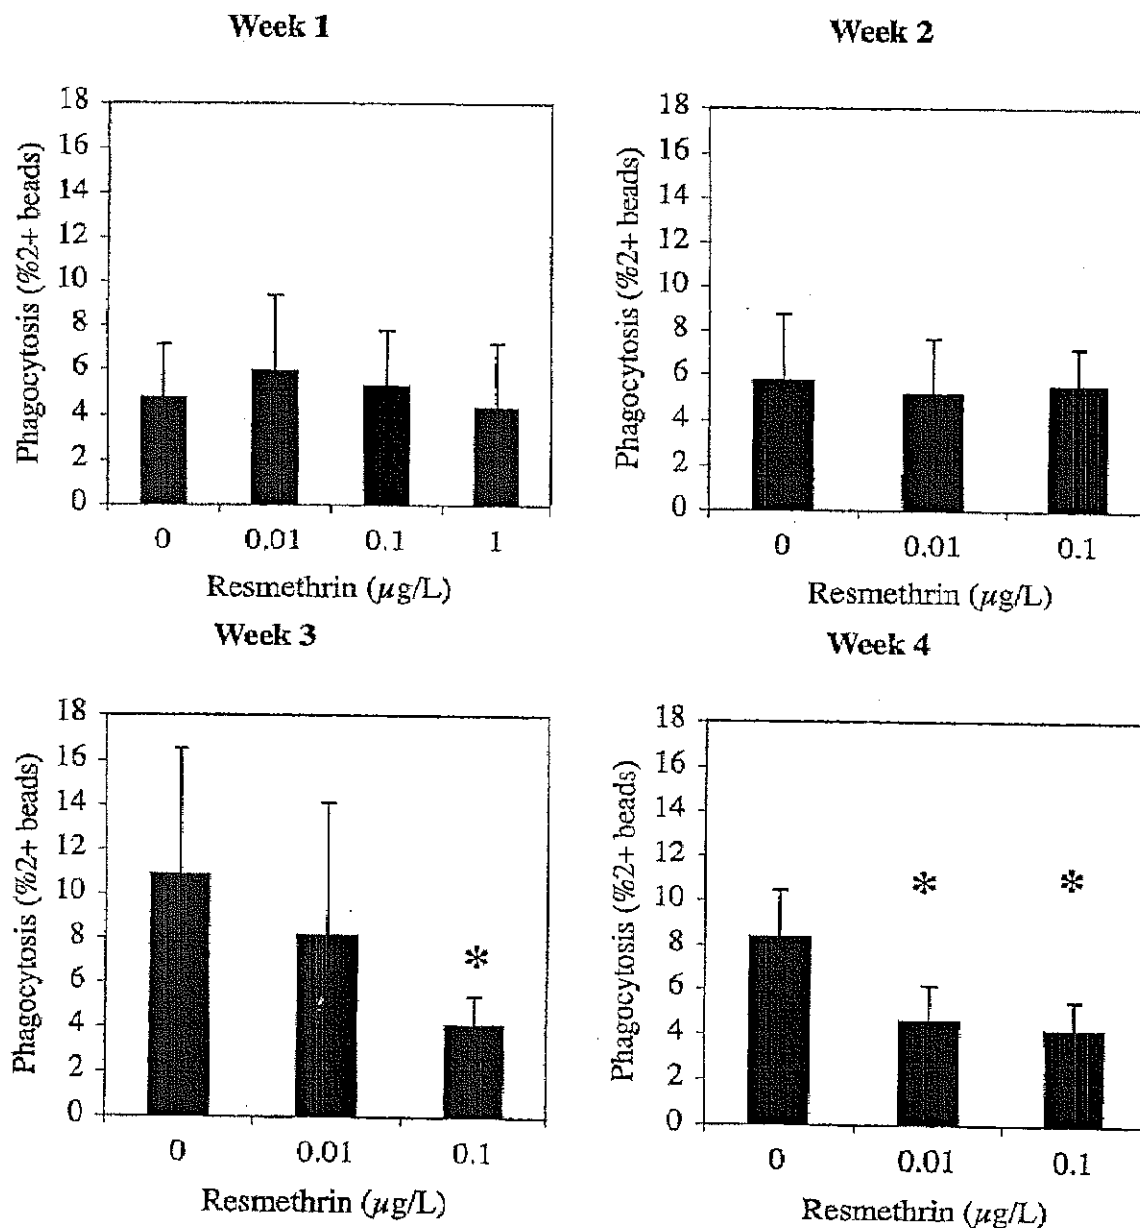 Week 1
Phagocytosis (%2+ beads)
18
16
14
12
10
8
6
4
2
0
0 0.01 0.1 1
Resmethrin (µg/L)
Week 2
Phagocytosis (%2+ beads)
18
16
14
12
10
8
6
4
2
0
0 0.01 0.1
Resmethrin (µg/L)
Week 3
Phagocytosis (%2+ beads)
18
16
14
12
10
8
6
4
2
0
*
0 0.01 0.1
Resmethrin (µg/L)
Week 4
Phagocytosis (%2+ beads)
18
16
14
12
10
8
6
4
2
0
* *
0 0.01 0.1
Resmethrin (µg/L)